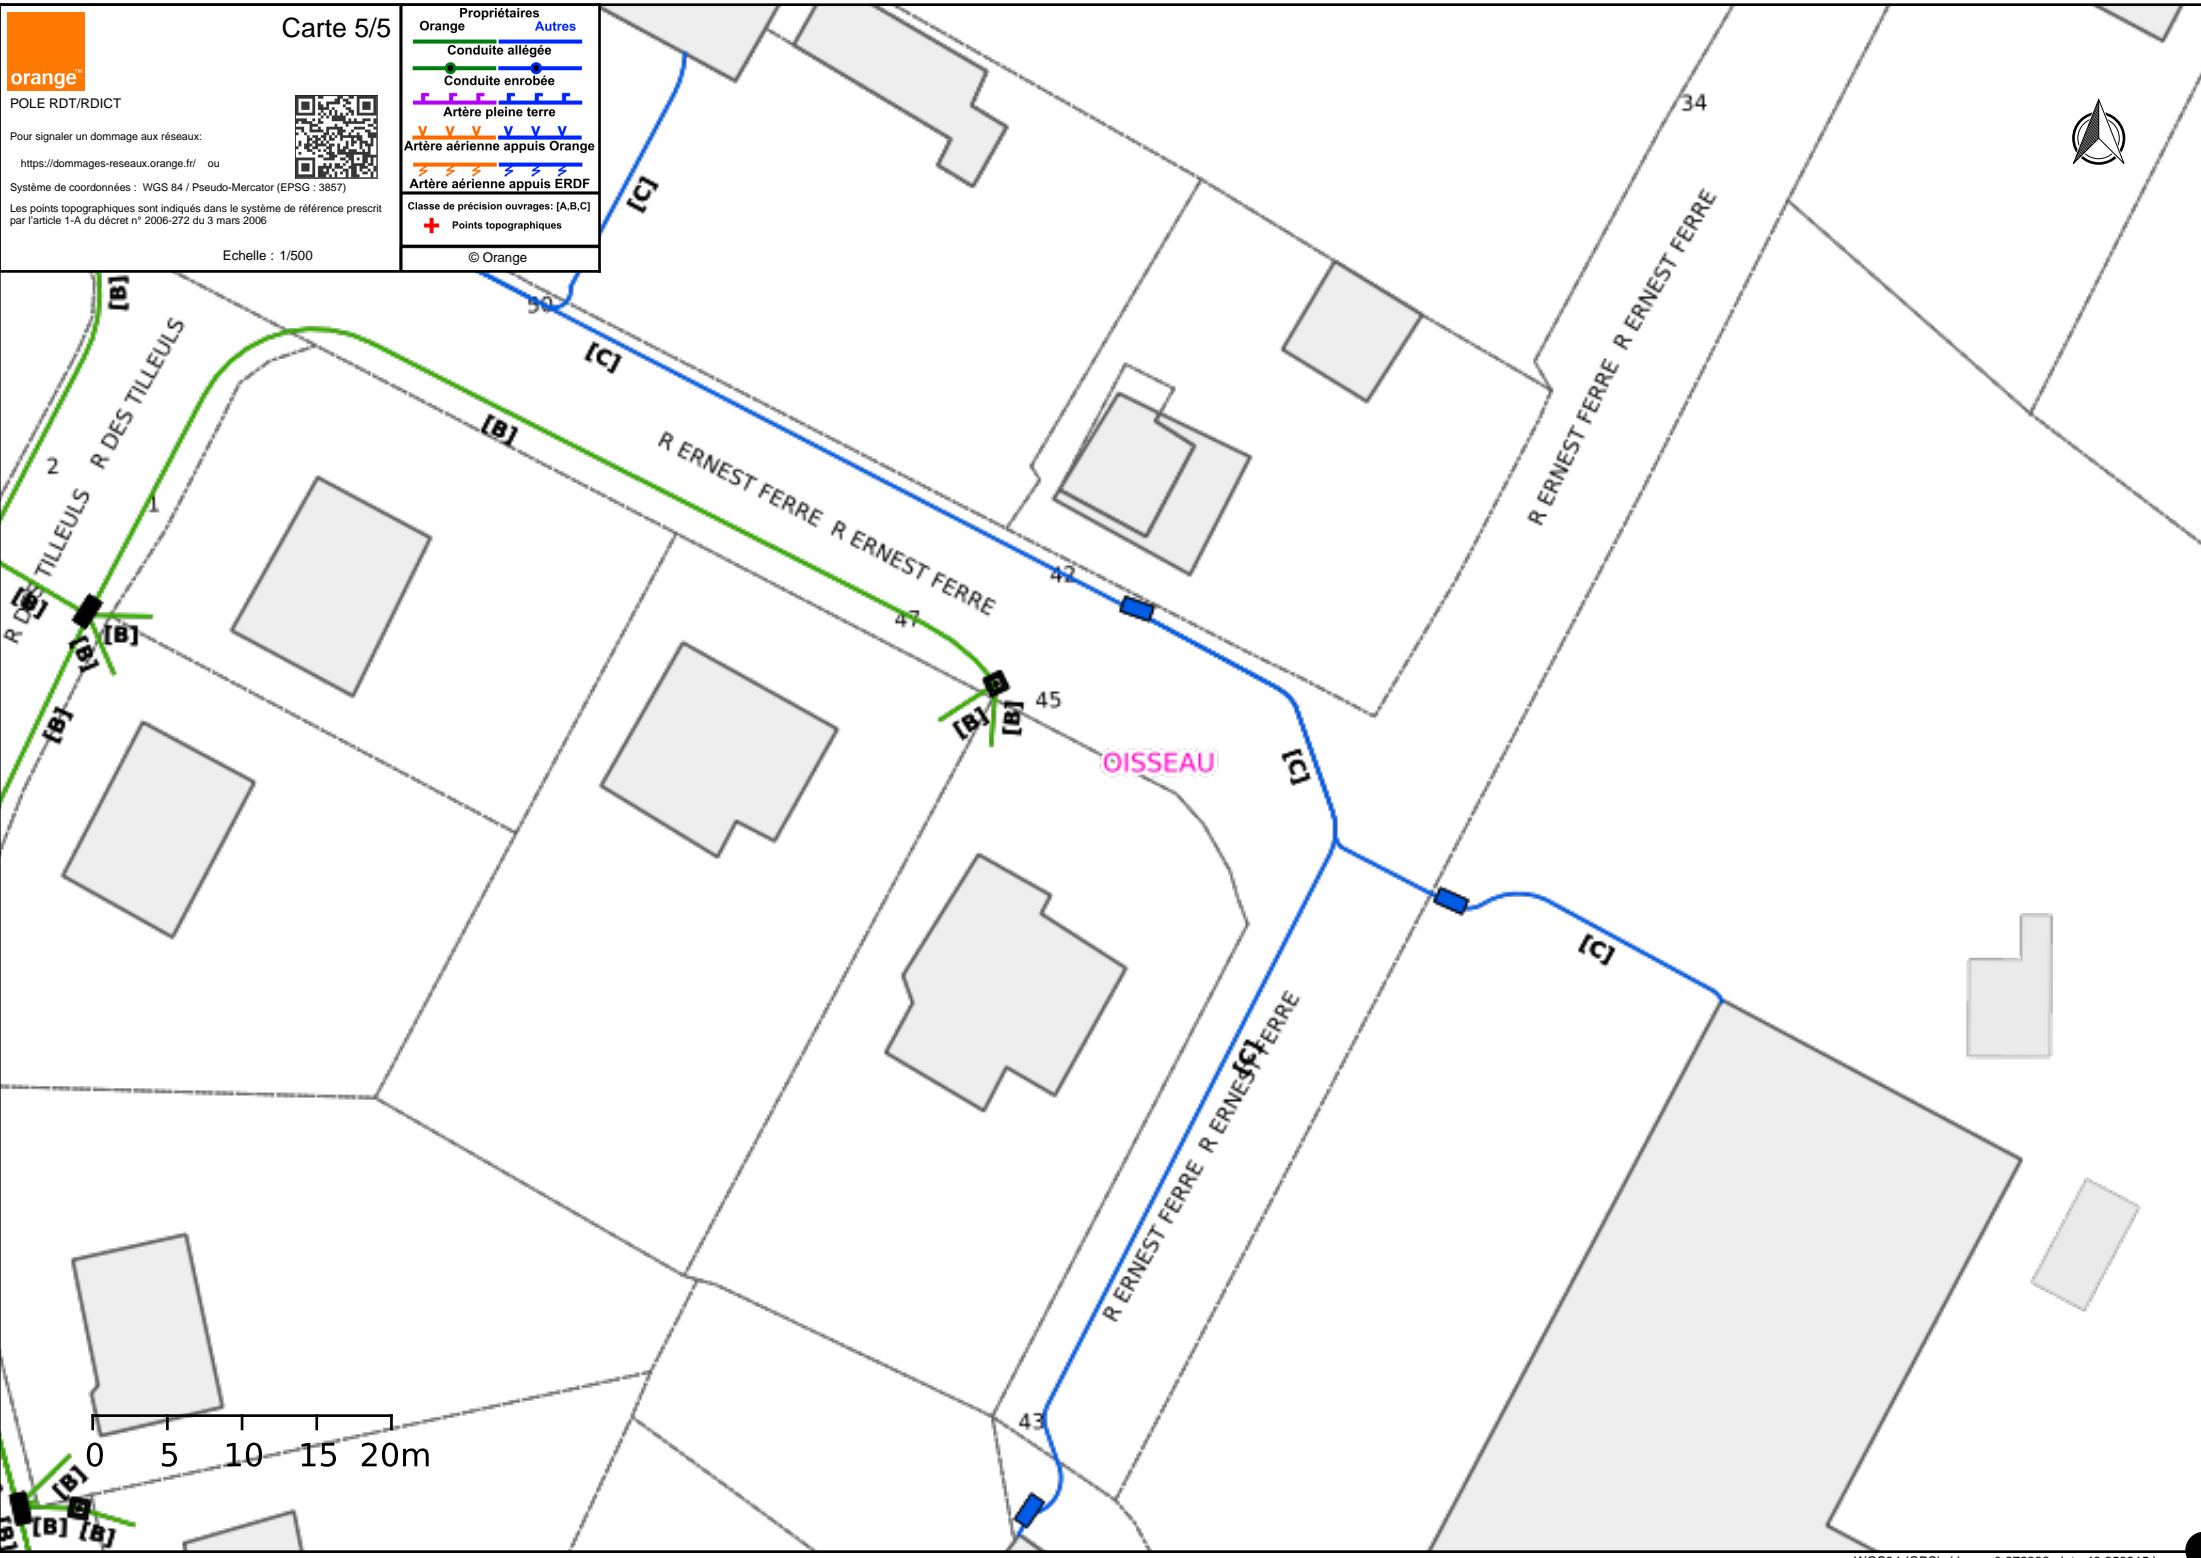 Carte 5/5
orange™
POLE RDT/RDICT
Pour signaler un dommage aux réseaux:
https://dommages-reseaux.orange.fr/ ou
Système de coordonnées : WGS 84 / Pseudo-Mercator (EPSG : 3857)
Les points topographiques sont indiqués dans le système de référence prescrit
par l'article 1-A du décret n° 2006-272 du 3 mars 2006
Echelle : 1/500
Propriétaires
Orange Autres
Conduite allégée
Conduite enrobée
Artère pleine terre
Artère aérienne appuis Orange
Artère aérienne appuis ERDF
Classe de précision ouvrages: [A,B,C]
Points topographiques
© Orange
34
[C]
R ERNEST FERRE R ERNEST FERRE
[B]
50
[C]
R DES TILLEULS R DES TILLEULS
[B]
R ERNEST FERRE R ERNEST FERRE
2
1
42
[B]
[B]
[B]
47
45
[B]
[B]
[B]
OISSEAU
[C]
[C]
[C]
R ERNEST FERRE R ERNEST FERRE
43
0 5 10 15 20m
[B]
[B]
[B]
[B]